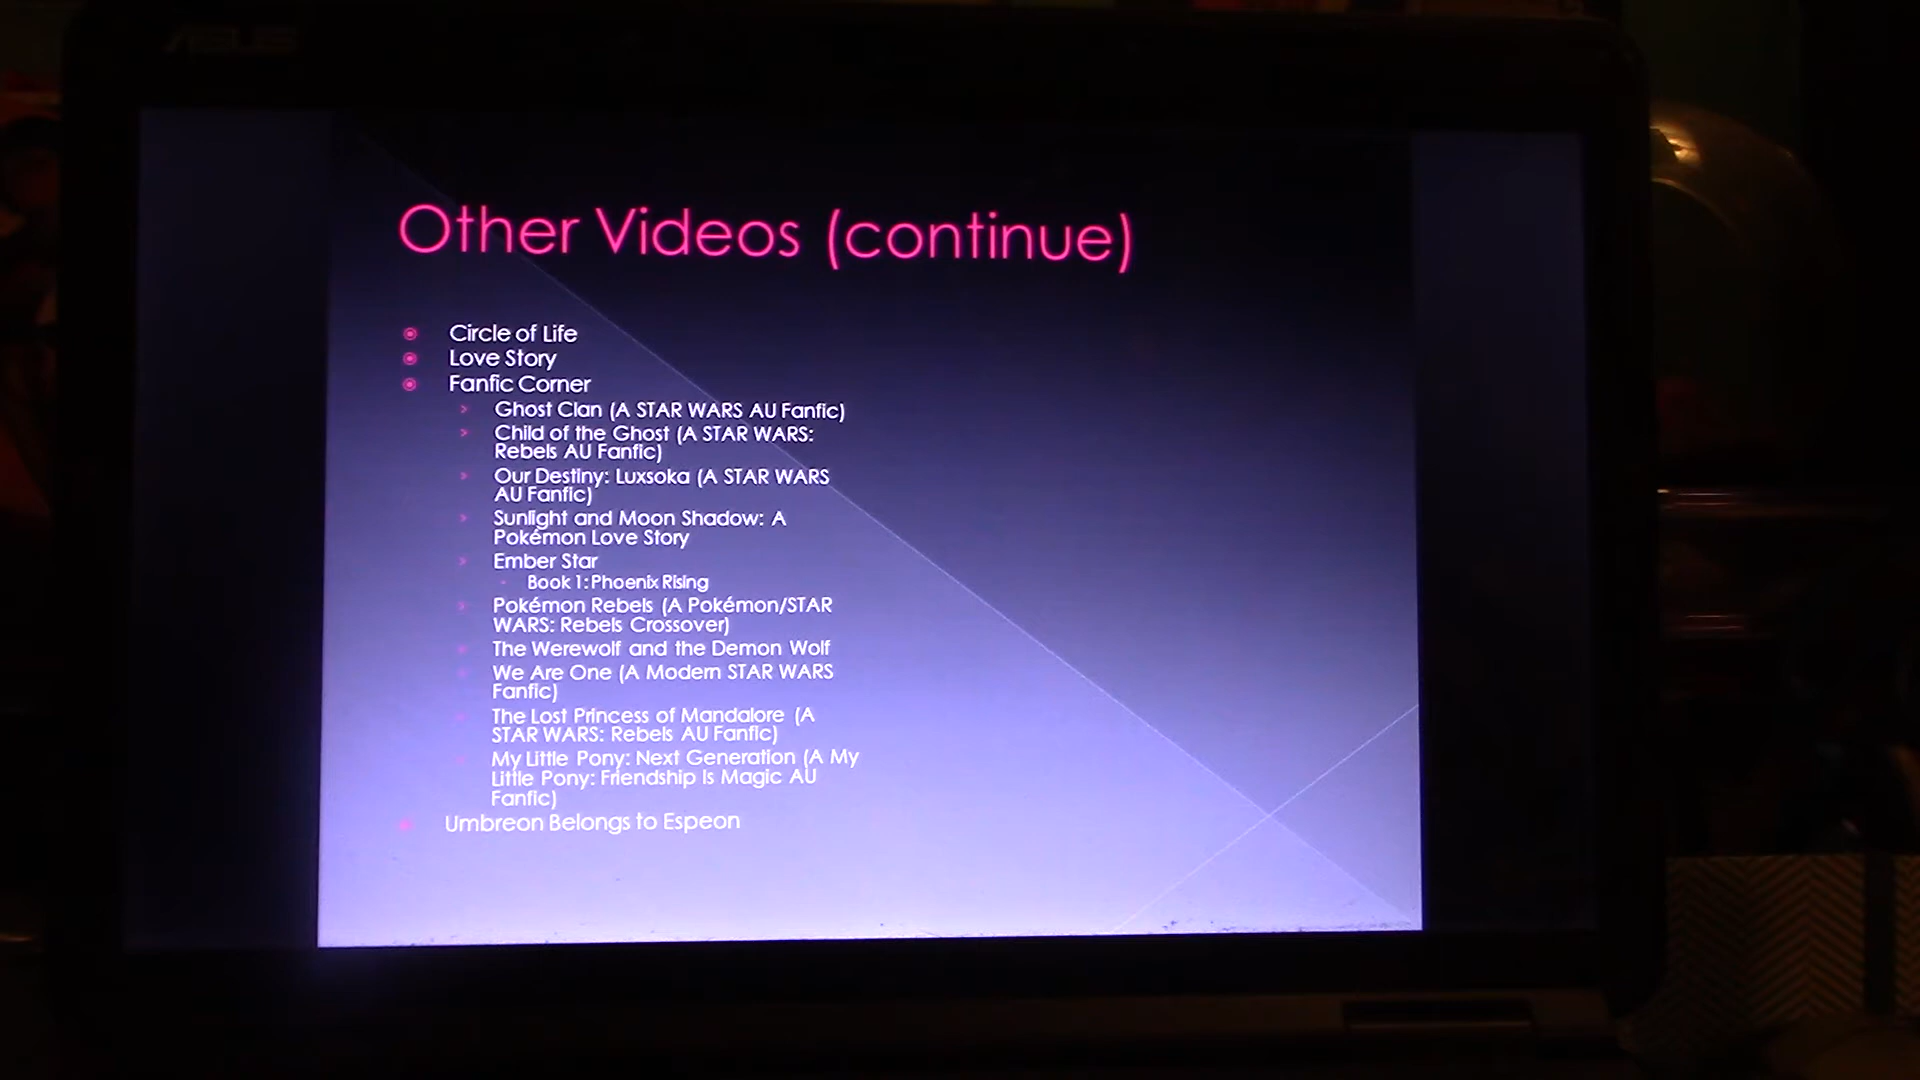 ASUS
Other Videos (continue)
Circle of Life
Love Story
Fanfic Corner
Ghost Clan (A STAR WARS AU Fanfic)
Child of the Ghost (A STAR WARS:
Rebels AU Fanfic)
Our Destiny: Luxsoka (A STAR WARS
AU Fanfic)
Sunlight and Moon Shadow: A
Pokémon Love Story
Ember Star
Book 1: Phoenix Rising
Pokémon Rebels (A Pokémon/STAR
WARS: Rebels Crossover)
The Werewolf and the Demon Wolf
We Are One (A Modern STAR WARS
Fanfic)
The Lost Princess of Mandalore (A
STAR WARS: Rebels AU Fanfic)
My Little Pony: Next Generation (A My
Little Pony: Friendship Is Magic AU
Fanfic)
Umbreon Belongs to Espeon